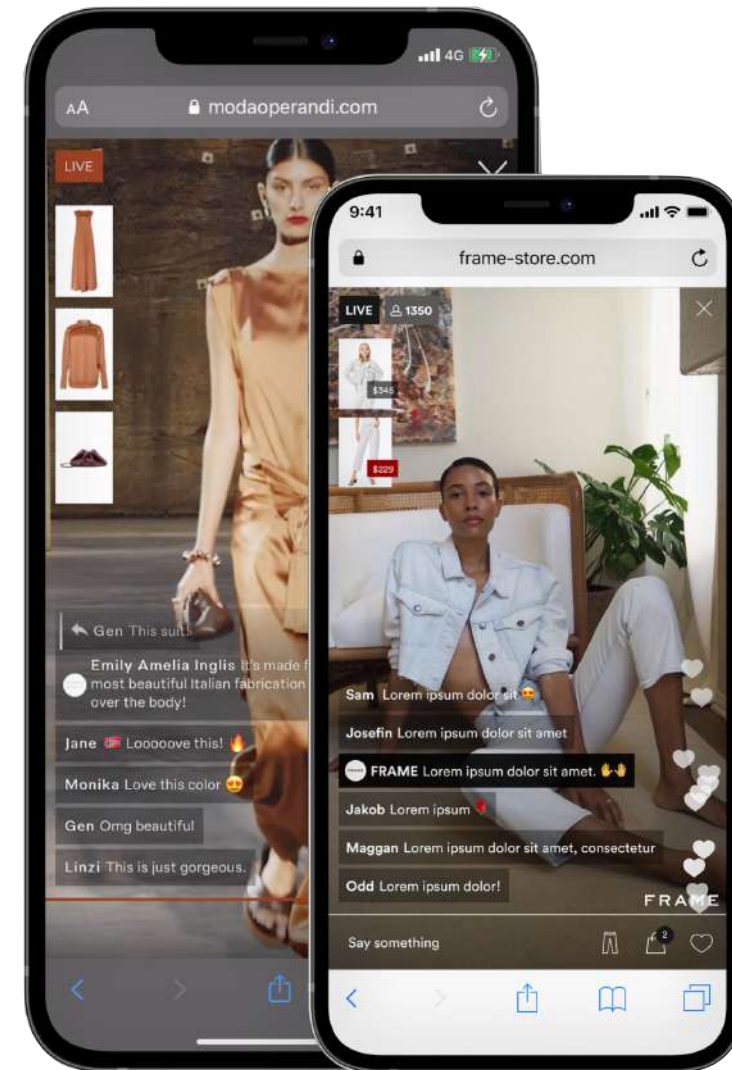 4G
AA
modaoperandi.com
LIVE
Gen This suit!
Emily Amelia Inglis It's made f
most beautiful Italian fabrication
over the body!
Jane Looooove this!
Monika Love this color
Gen Omg beautiful
Linzi This is just gorgeous.
9:41
frame-store.com
LIVE 1350
$345
$229
Sam Lorem ipsum dolor sit
Josefin Lorem ipsum dolor sit amet
FRAME Lorem ipsum dolor sit amet.
Jakob Lorem ipsum
Maggan Lorem ipsum dolor sit amet, consectetur
Odd Lorem ipsum dolor!
FRAME
Say something
2